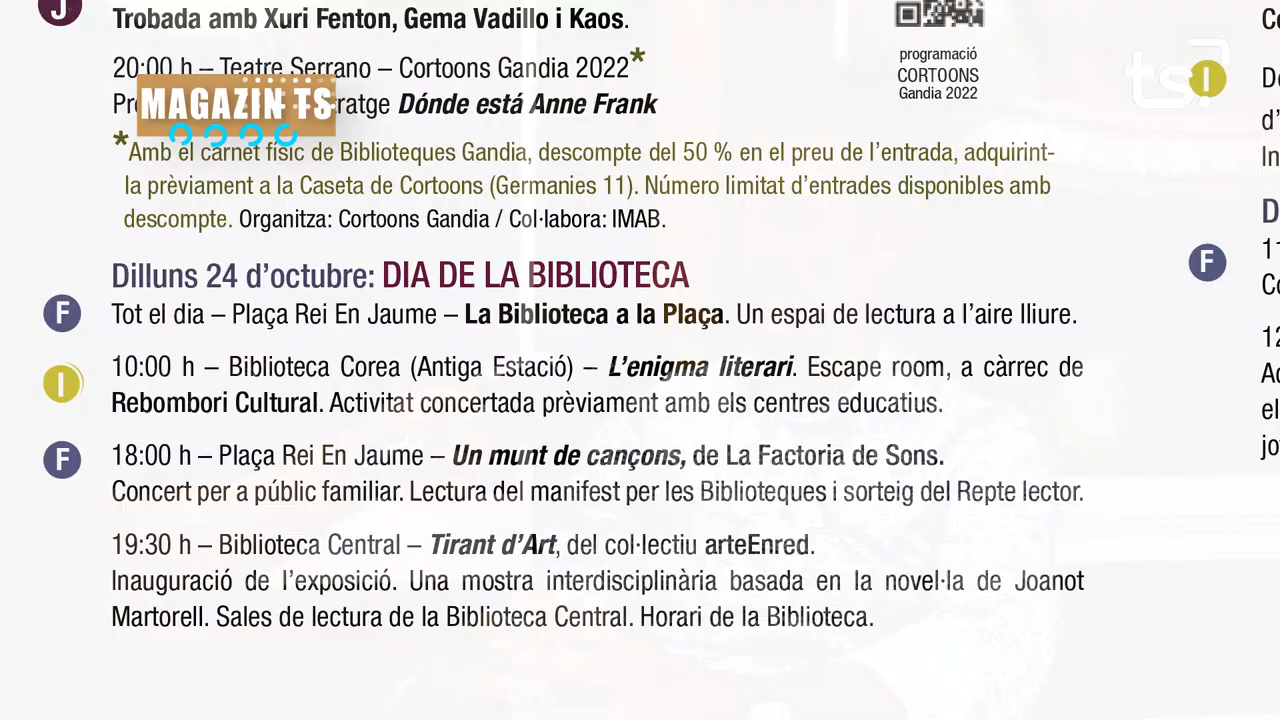 J
Trobada amb Xuri Fenton, Gema Vadillo i Kaos.
20:00 h – Teatre Serrano – Cortoons Gandia 2022*
ratge Dónde está Anne Frank
MAGAZIN TS
*Amb el carnet físic de Biblioteques Gandia, descompte del 50 % en el preu de l’entrada, adquirint-
la prèviament a la Caseta de Cortoons (Germanies 11). Número limitat d’entrades disponibles amb
descompte. Organitza: Cortoons Gandia / Col·labora: IMAB.
programació
CORTOONS
Gandia 2022
ts?
I
Dilluns 24 d’octubre: DIA DE LA BIBLIOTECA
F
Tot el dia – Plaça Rei En Jaume – La Biblioteca a la Plaça. Un espai de lectura a l’aire lliure.
I
10:00 h – Biblioteca Corea (Antiga Estació) – L’enigma literari. Escape room, a càrrec de
Rebombori Cultural. Activitat concertada prèviament amb els centres educatius.
F
18:00 h – Plaça Rei En Jaume – Un munt de cançons, de La Factoria de Sons.
Concert per a públic familiar. Lectura del manifest per les Biblioteques i sorteig del Repte lector.
19:30 h – Biblioteca Central – Tirant d’Art, del col·lectiu arteEnred.
Inauguració de l’exposició. Una mostra interdisciplinària basada en la novel·la de Joanot
Martorell. Sales de lectura de la Biblioteca Central. Horari de la Biblioteca.
F